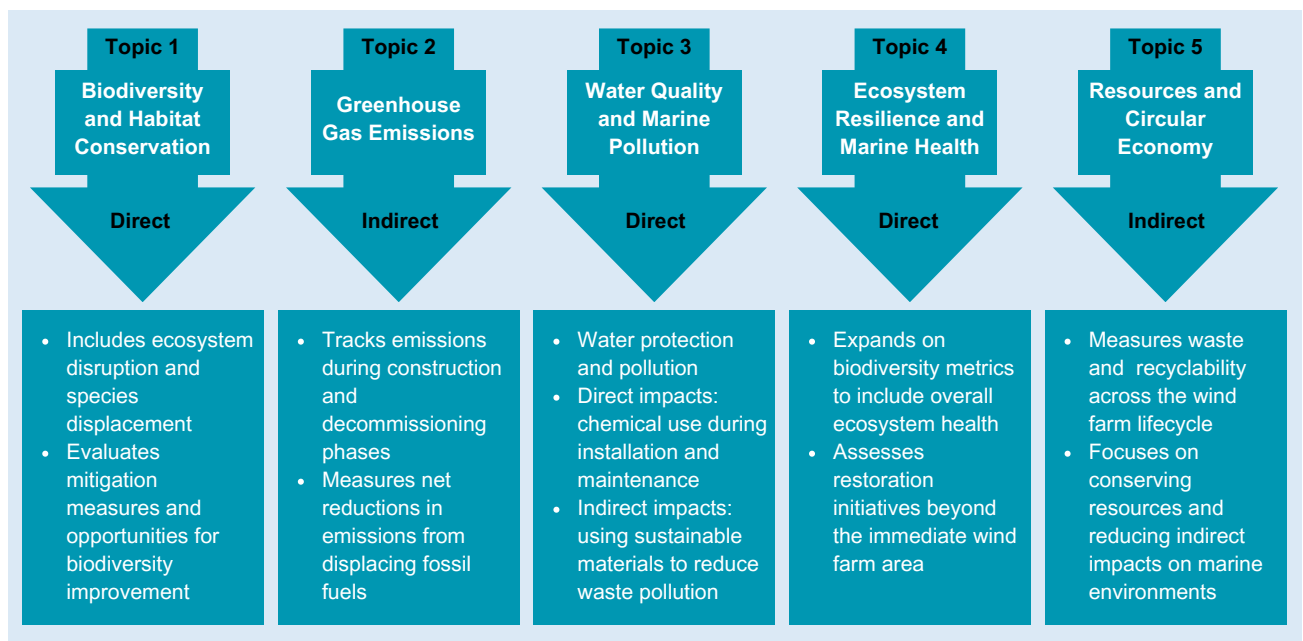 Topic 1
Biodiversity
and Habitat
Conservation
Direct
• Includes ecosystem
disruption and
species
displacement
• Evaluates
mitigation
measures and
opportunities for
biodiversity
improvement
Topic 2
Greenhouse
Gas Emissions
Indirect
• Tracks emissions
during construction
and
decommissioning
phases
• Measures net
reductions in
emissions from
displacing fossil
fuels
Topic 3
Water Quality
and Marine
Pollution
Direct
• Water protection
and pollution
• Direct impacts:
chemical use during
installation and
maintenance
• Indirect impacts:
using sustainable
materials to reduce
waste pollution
Topic 4
Ecosystem
Resilience and
Marine Health
Direct
• Expands on
biodiversity metrics
to include overall
ecosystem health
• Assesses
restoration
initiatives beyond
the immediate wind
farm area
Topic 5
Resources and
Circular
Economy
Indirect
• Measures waste
and recyclability
across the wind
farm lifecycle
• Focuses on
conserving
resources and
reducing indirect
impacts on marine
environments